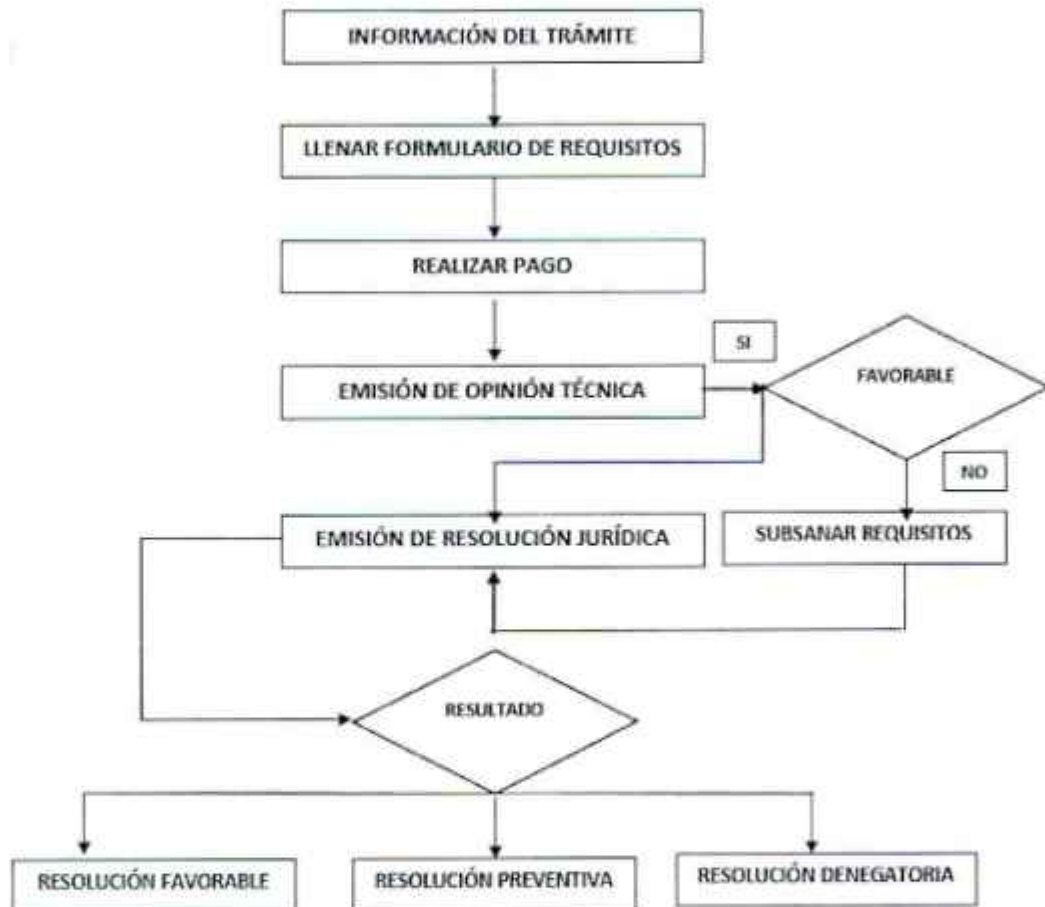 INFORMACIÓN DEL TRÁMITE
LLENAR FORMULARIO DE REQUISITOS
REALIZAR PAGO
SI
EMISIÓN DE OPINIÓN TÉCNICA
FAVORABLE
NO
EMISIÓN DE RESOLUCIÓN JURÍDICA
SUBSANAR REQUISITOS
RESULTADO
RESOLUCIÓN FAVORABLE
RESOLUCIÓN PREVENTIVA
RESOLUCIÓN DENEGATORIA